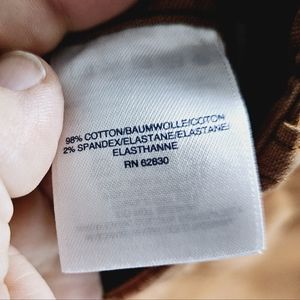 98% COTTON/BAUMWOLLE/COTON
2% SPANDEX/ELASTANE/ELASTANE/
ELASTHANNE
RN 62830